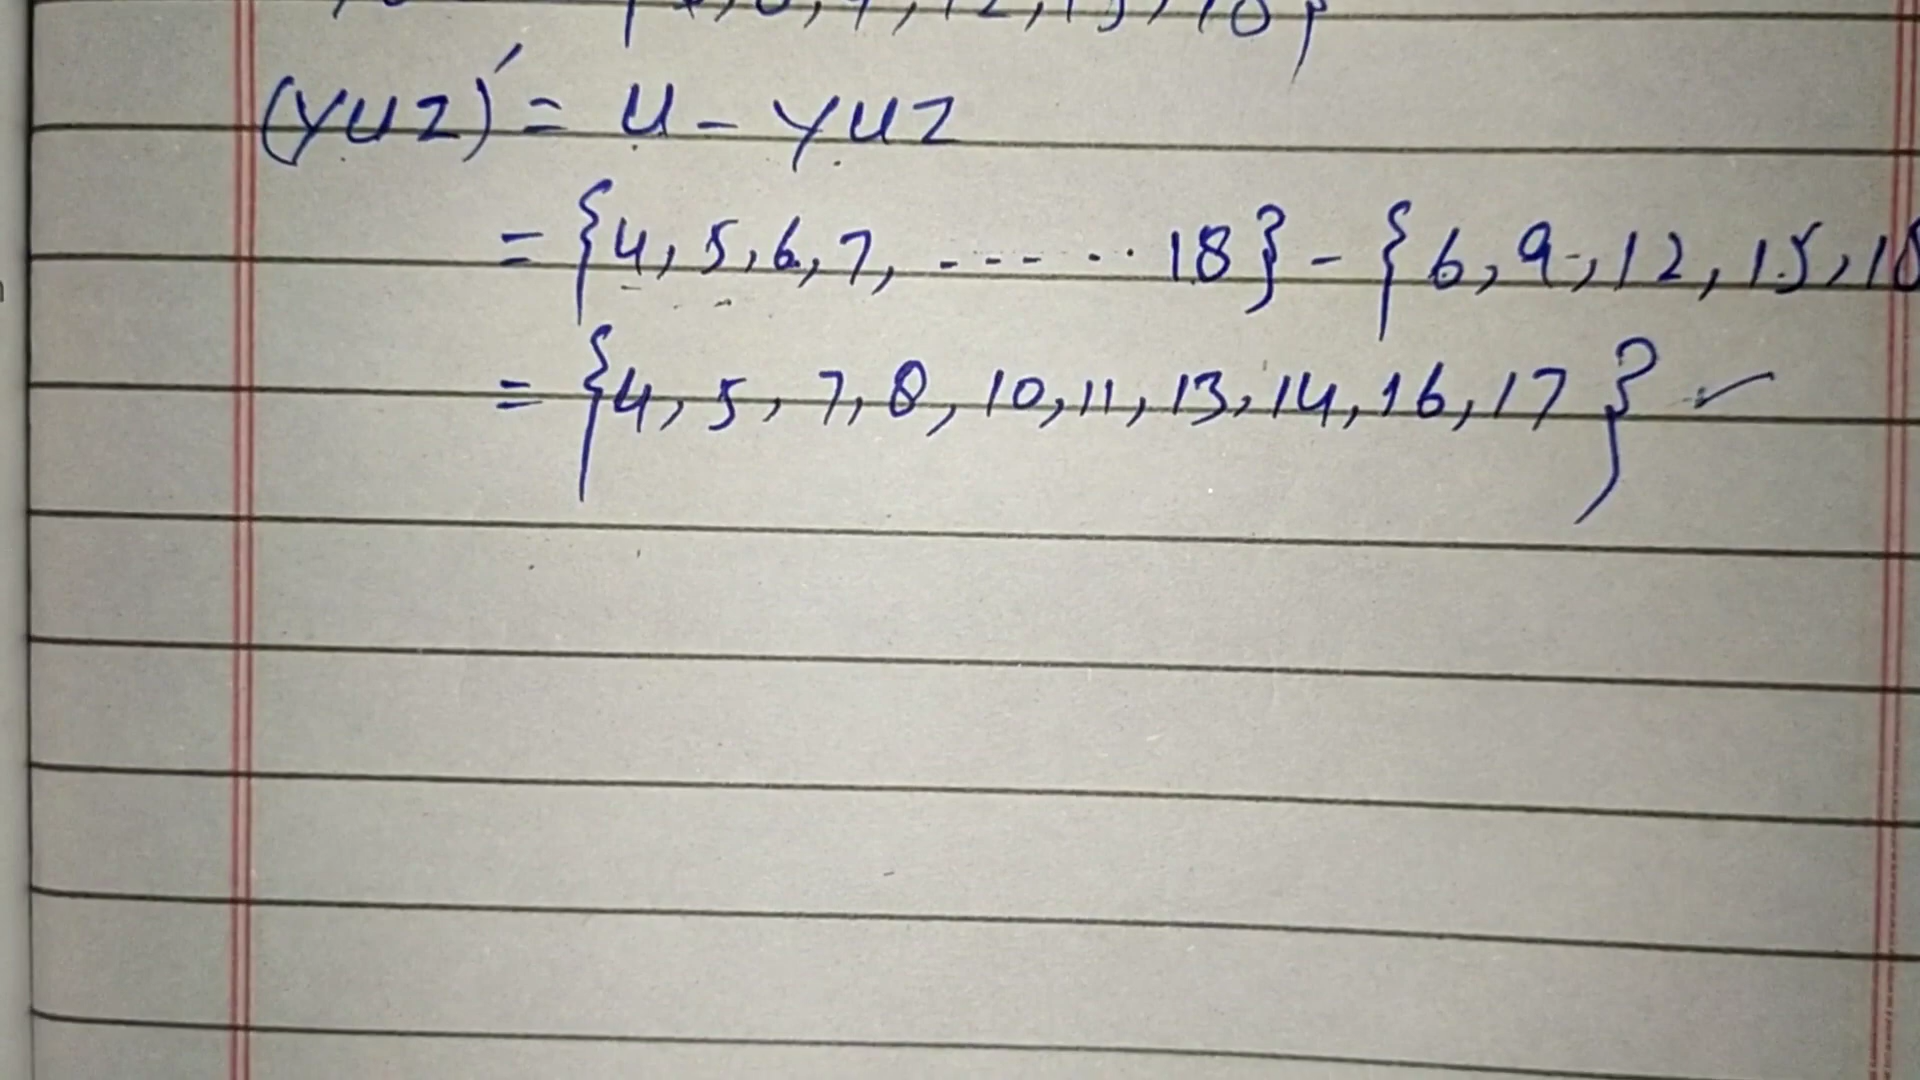 (YUZ)' = U - YUZ
= {4, 5, 6, 7, ------ 18} - {6, 9, 12, 15, 18
= {4, 5, 7, 8, 10, 11, 13, 14, 16, 17} ✓